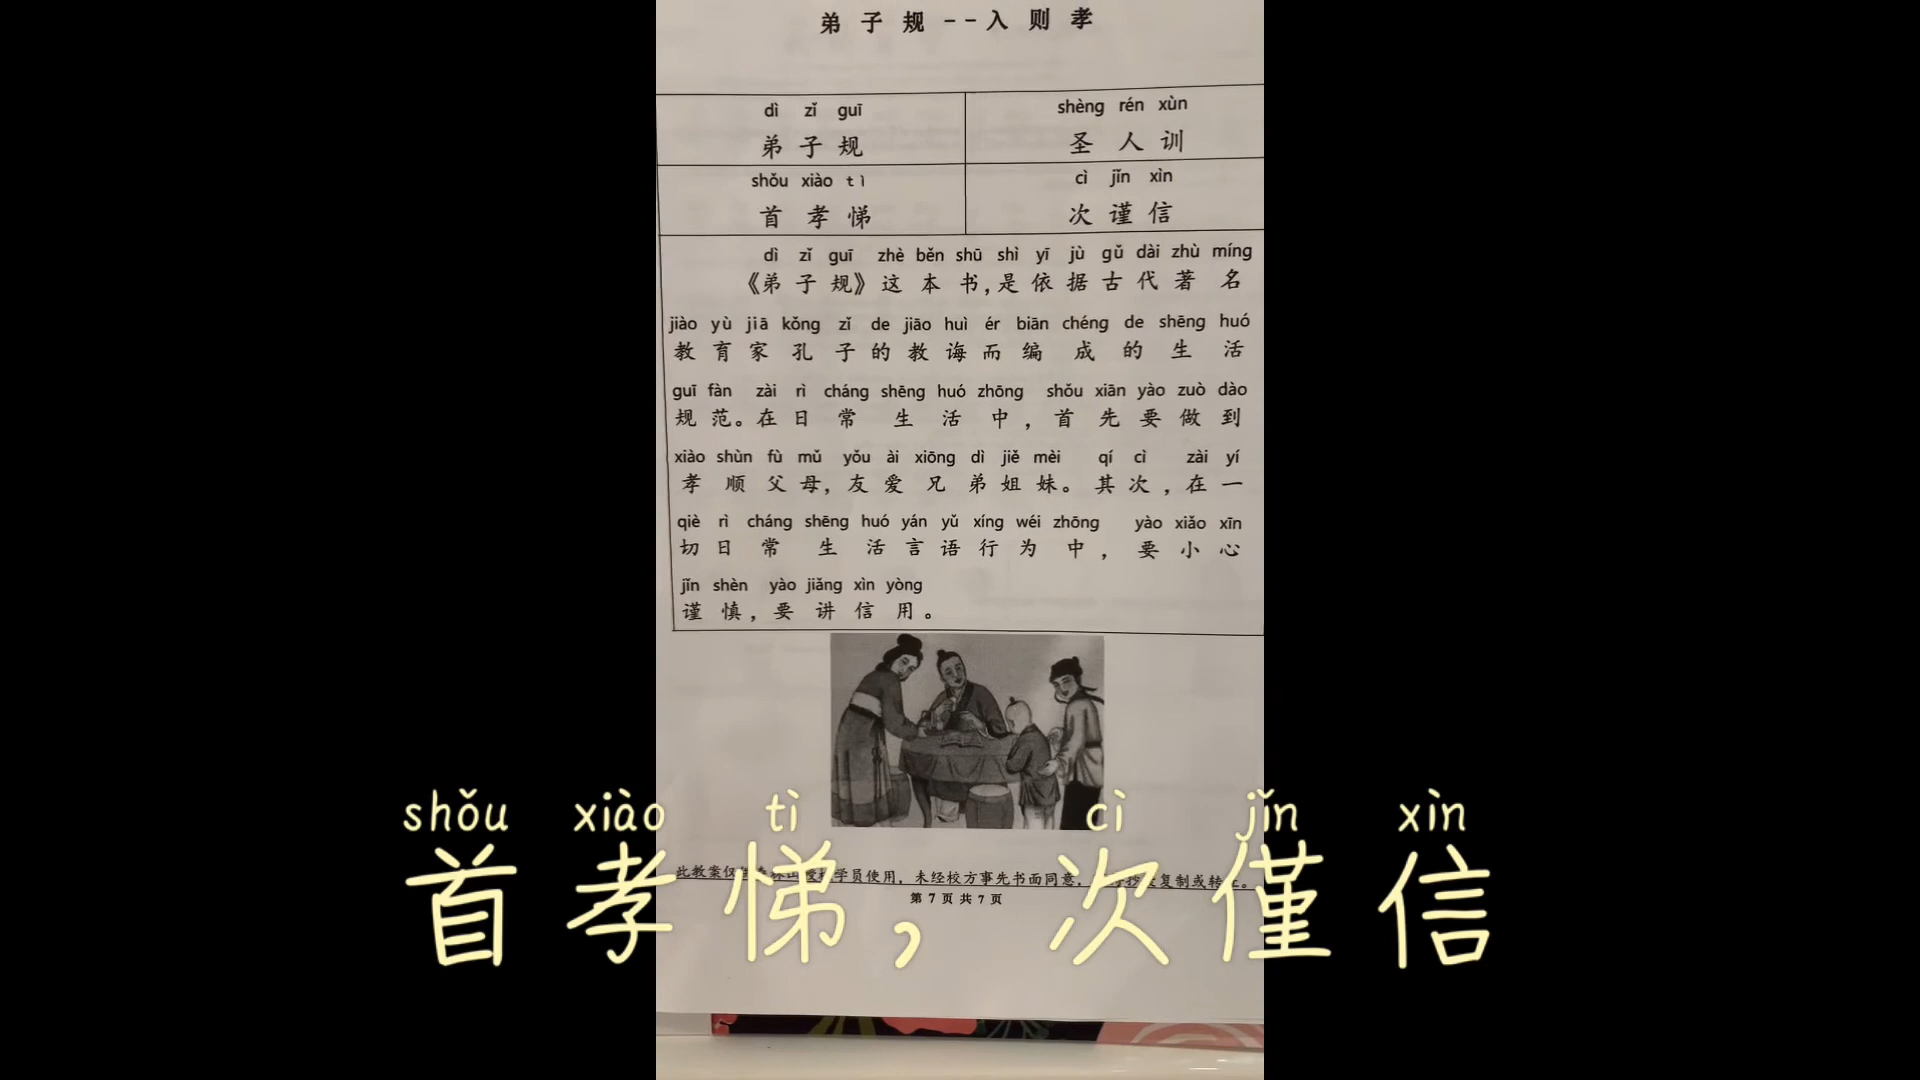 弟子规--入则孝
dì zǐ guī
弟子规
shèng rén xùn
圣人训
shǒu xiào tì
首孝悌
cì jǐn xìn
次谨信
dì zǐ guī zhè běn shū shì yī jù gǔ dài zhù míng
《弟子规》这本书,是依据古代著名
jiào yù jiā kǒng zǐ de jiāo huì ér biān chéng de shēng huó
教育家孔子的教诲而编成的生活
guī fàn zài rì cháng shēng huó zhōng shǒu xiān yào zuò dào
规范。在日常生活中,首先要做到
xiào shùn fù mǔ yǒu ài xiōng dì jiě mèi qí cì zài yí
孝顺父母,友爱兄弟姐妹。其次,在一
qiè rì cháng shēng huó yán yǔ xíng wéi zhōng yào xiǎo xīn
切日常生活言语行为中,要小心
jǐn shèn yào jiǎng xìn yòng
谨慎,要讲信用。
此教案仅 学员使用，未经校方事先书面同意， 复制或转 。
第 7 页 共 7 页
shǒu xiào tì cì jǐn xìn
首孝悌，次僅信